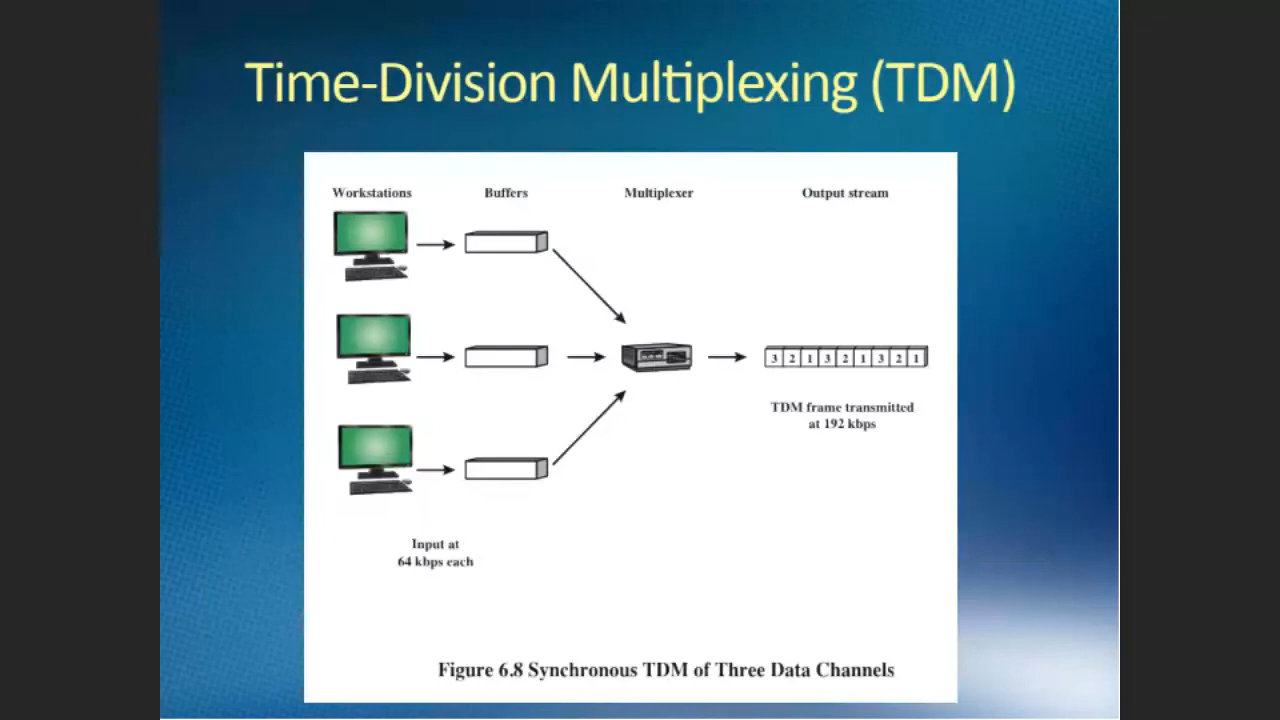 Time-Division Multiplexing (TDM)
Workstations Buffers Multiplexer Output stream
3 2 1 3 2 1 3 2 1
TDM frame transmitted
at 192 kbps
Input at
64 kbps each
Figure 6.8 Synchronous TDM of Three Data Channels